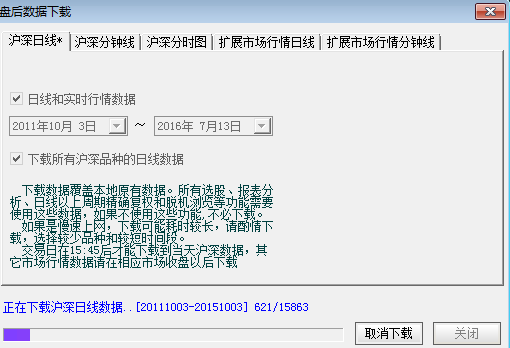 盘后数据下载
沪深日线* 沪深分钟线 沪深分时图 扩展市场行情日线 扩展市场行情分钟线
日线和实时行情数据
2011年10月 3日 ~ 2016年 7月13日
下载所有沪深品种的日线数据
下载数据覆盖本地原有数据。所有选股、报表分
析、日线以上周期精确复权和脱机浏览等功能需要
使用这些数据，如果不使用这些功能,不必下载。
如果是慢速上网，下载可能耗时较长，请酌情下
载，选择较少品种和较短时间段。
交易日在15:45后才能下载到当天沪深数据，其
它市场行情数据请在相应市场收盘以后下载
正在下载沪深日线数据..[20111003-20151003] 621/15863
取消下载 关闭